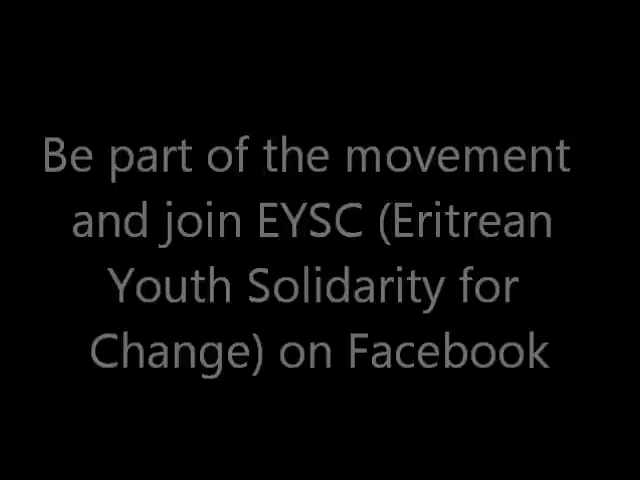 Be part of the movement
and join EYSC (Eritrean
Youth Solidarity for
Change) on Facebook